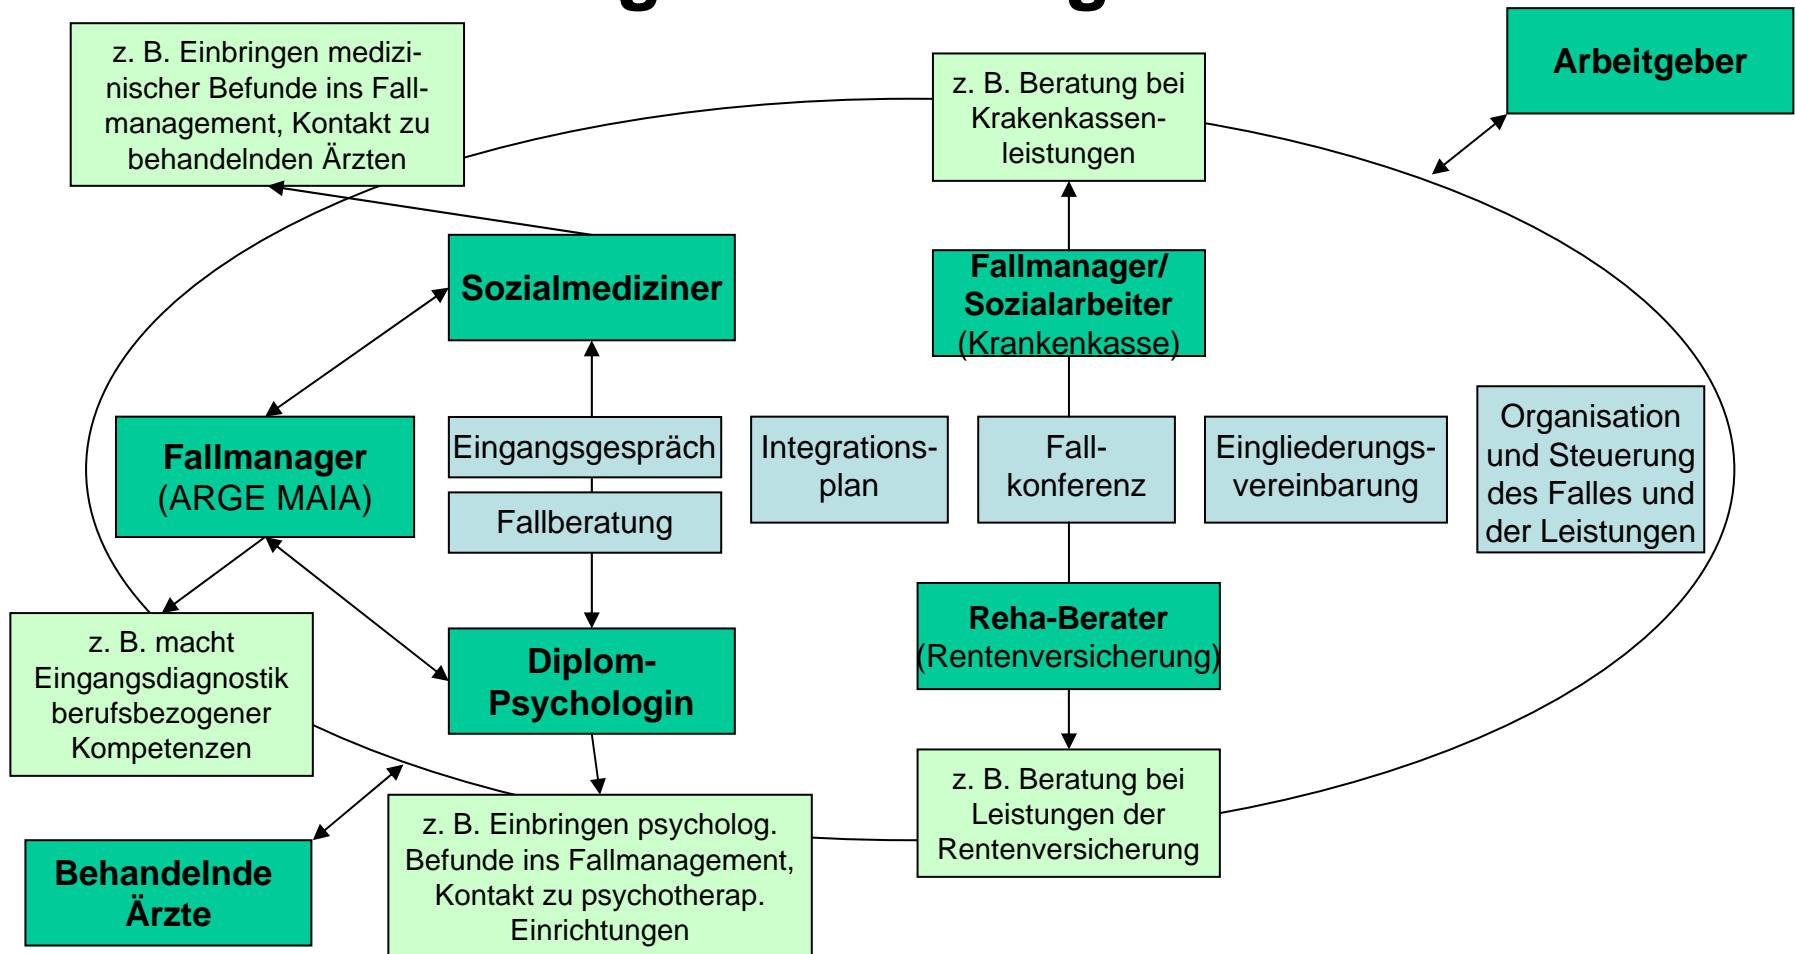 z. B. Einbringen medizi-
nischer Befunde ins Fall-
management, Kontakt zu
behandelnden Ärzten
z. B. Beratung bei
Krakenkassen-
leistungen
Arbeitgeber
Sozialmediziner
Fallmanager/
Sozialarbeiter
(Krankenkasse)
Fallmanager
(ARGE MAIA)
Eingangsgespräch
Fallberatung
Integrations-
plan
Fall-
konferenz
Eingliederungs-
vereinbarung
Organisation
und Steuerung
des Falles und
der Leistungen
z. B. macht
Eingangsdiagnostik
berufsbezogener
Kompetenzen
Diplom-
Psychologin
Reha-Berater
(Rentenversicherung)
Behandelnde
Ärzte
z. B. Einbringen psycholog.
Befunde ins Fallmanagement,
Kontakt zu psychotherap.
Einrichtungen
z. B. Beratung bei
Leistungen der
Rentenversicherung